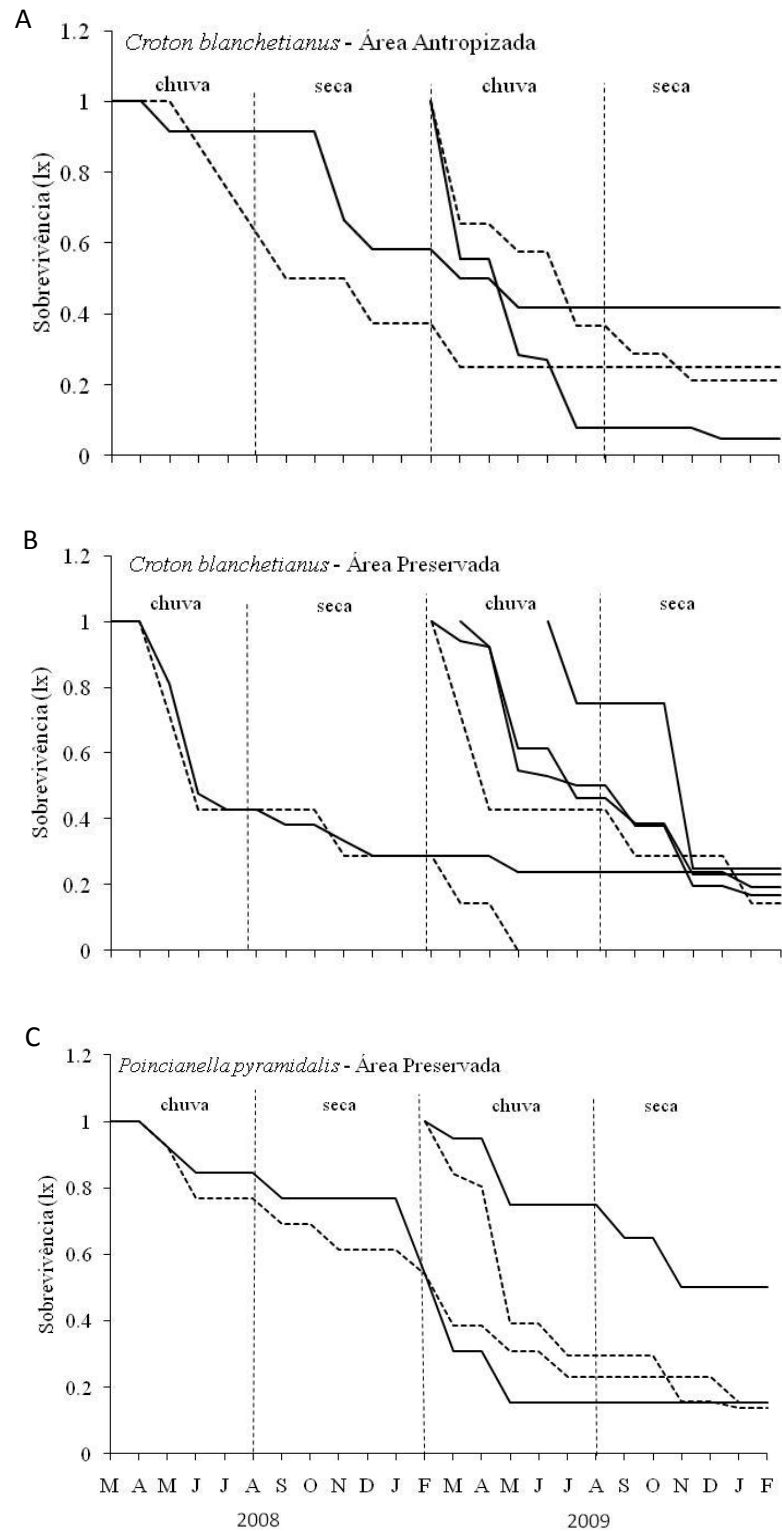 A
Croton blanchetianus - Área Antropizada
chuva seca chuva seca
Sobrevivência (lx)
1.2
1
0.8
0.6
0.4
0.2
0
B
Croton blanchetianus - Área Preservada
chuva seca chuva seca
Sobrevivência (lx)
1.2
1
0.8
0.6
0.4
0.2
0
C
Poincianella pyramidalis - Área Preservada
chuva seca chuva seca
Sobrevivência (lx)
1.2
1
0.8
0.6
0.4
0.2
0
M A M J J A S O N D J F M A M J J A S O N D J F
2008 2009